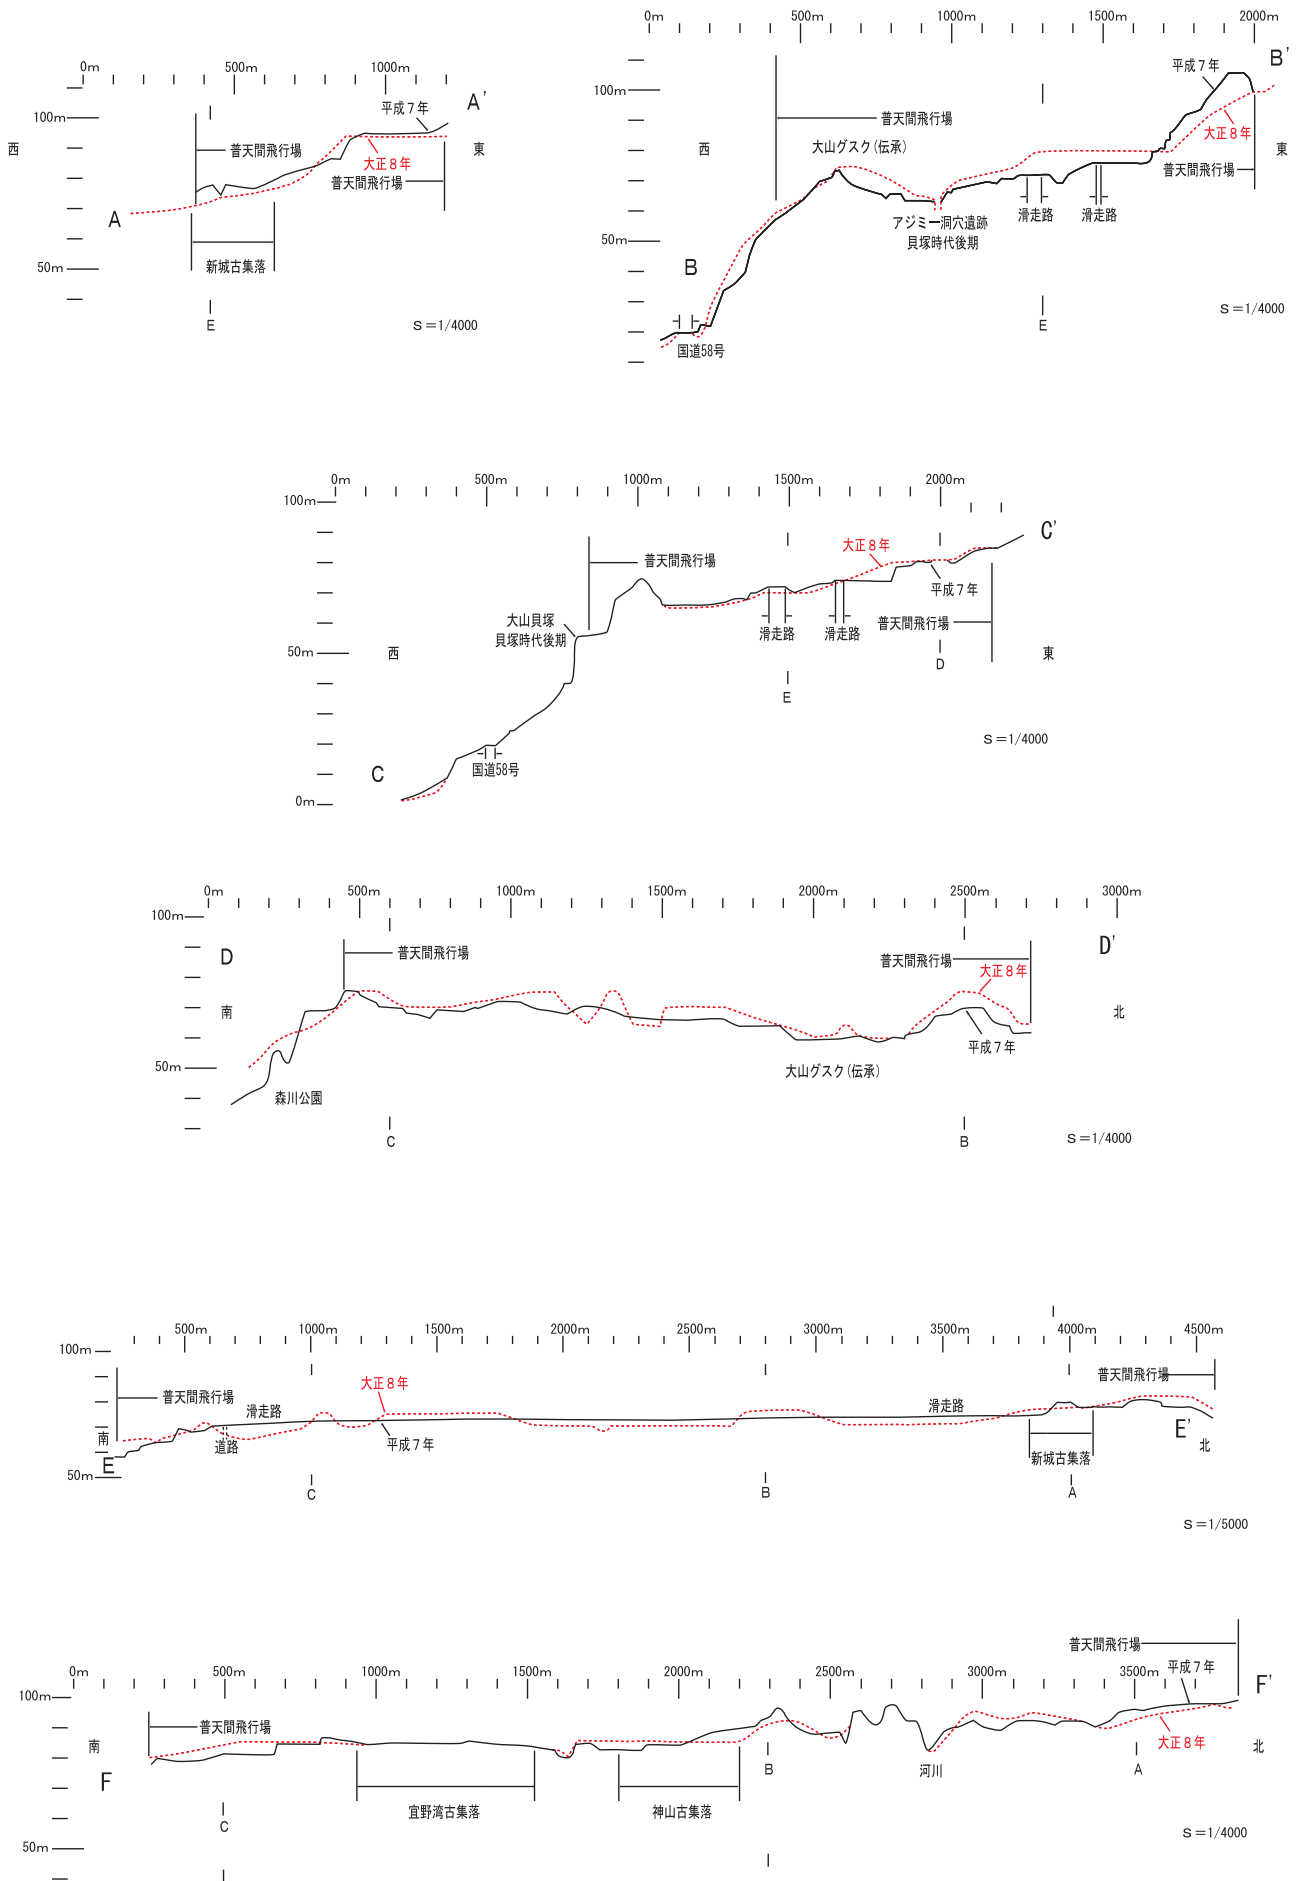 0m 500m 1000m
A'
平成７年
100m
西
普天間飛行場
大正８年
東
普天間飛行場
A
50m
新城古集落
E
S＝1/4000
0m 500m 1000m 1500m 2000m
B'
平成７年
100m
普天間飛行場
大正８年
西
大山グスク(伝承)
東
普天間飛行場
滑走路
滑走路
アジミー洞穴遺跡
貝塚時代後期
50m
B
S＝1/4000
E
国道58号
0m 500m 1000m 1500m 2000m
100m
C'
大正８年
普天間飛行場
平成７年
大山貝塚
貝塚時代後期
普天間飛行場
滑走路
滑走路
50m
西
東
D
E
S＝1/4000
国道58号
C
0m
0m 500m 1000m 1500m 2000m 2500m 3000m
100m
D
D'
普天間飛行場
普天間飛行場
大正８年
南
北
平成７年
50m
大山グスク(伝承)
森川公園
C
B
S＝1/4000
500m 1000m 1500m 2000m 2500m 3000m 3500m 4000m 4500m
100m
普天間飛行場
大正８年
普天間飛行場
滑走路
滑走路
E'
南
道路
平成７年
北
新城古集落
E
50m
C
B
A
S＝1/5000
普天間飛行場
0m 500m 1000m 1500m 2000m 2500m 3000m 3500m
平成７年
F'
100m
普天間飛行場
大正８年
南
北
F
B
河川
A
宜野湾古集落
神山古集落
C
S＝1/4000
50m